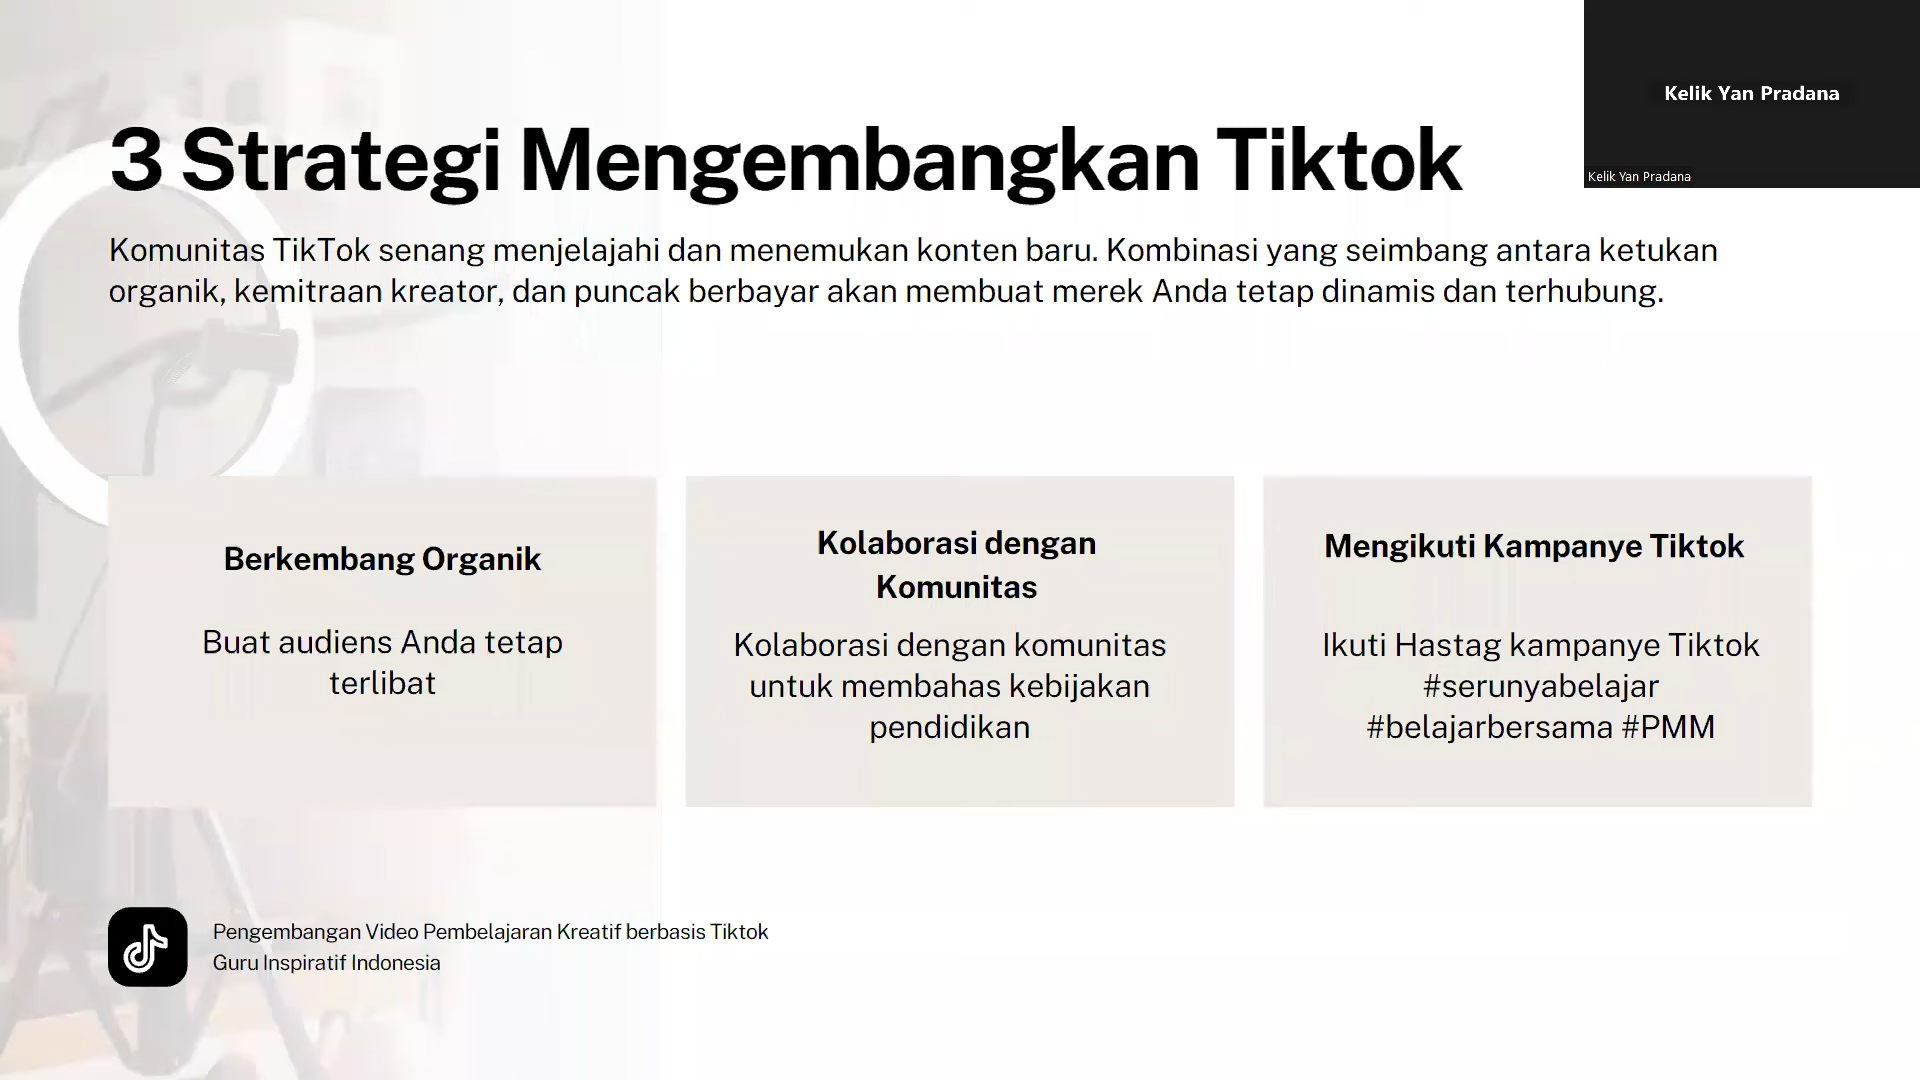 Kelik Yan Pradana
Kelik Yan Pradana
3 Strategi Mengembangkan Tiktok
Komunitas TikTok senang menjelajahi dan menemukan konten baru. Kombinasi yang seimbang antara ketukan
organik, kemitraan kreator, dan puncak berbayar akan membuat merek Anda tetap dinamis dan terhubung.
Berkembang Organik
Buat audiens Anda tetap
terlibat
Kolaborasi dengan
Komunitas
Kolaborasi dengan komunitas
untuk membahas kebijakan
pendidikan
Mengikuti Kampanye Tiktok
Ikuti Hastag kampanye Tiktok
#serunyabelajar
#belajarbersama #PMM
Pengembangan Video Pembelajaran Kreatif berbasis Tiktok
Guru Inspiratif Indonesia